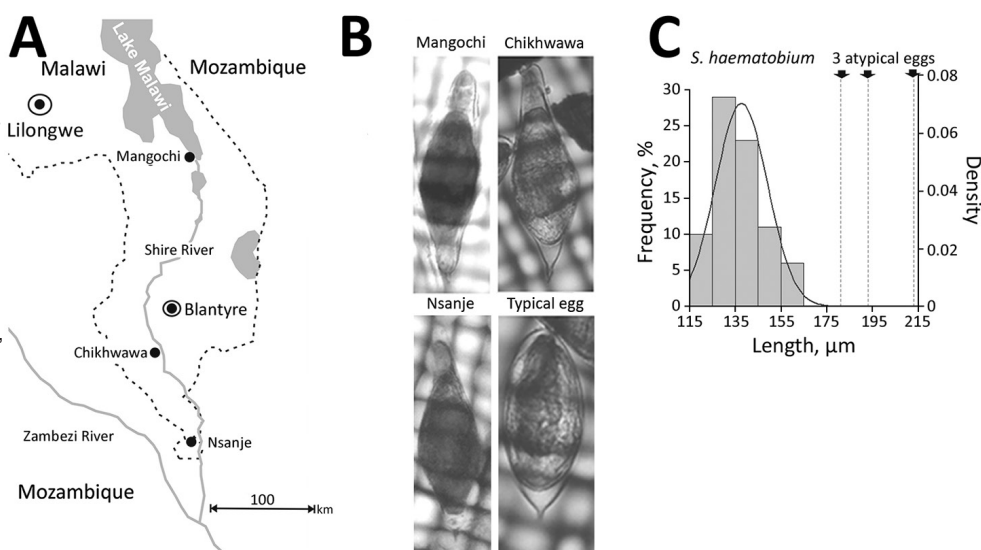 A
Lake Malawi
Malawi
Mozambique
Lilongwe
Mangochi
Shire River
Blantyre
Chikhwawa
Zambezi River
Nsanje
Mozambique
100
km
B
Mangochi
Chikhwawa
Nsanje
Typical egg
C
S. haematobium
3 atypical eggs
Frequency, %
30
25
20
15
10
5
0
0.08
0.06
0.04
0.02
0
Density
115
135
155
175
195
215
Length, µm